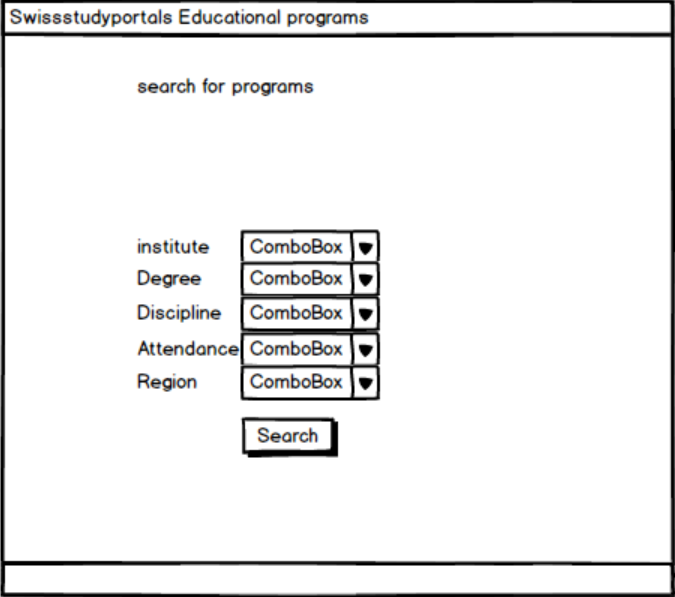 Swissstudyportals Educational programs
search for programs
institute ComboBox
Degree ComboBox
Discipline ComboBox
Attendance ComboBox
Region ComboBox
Search